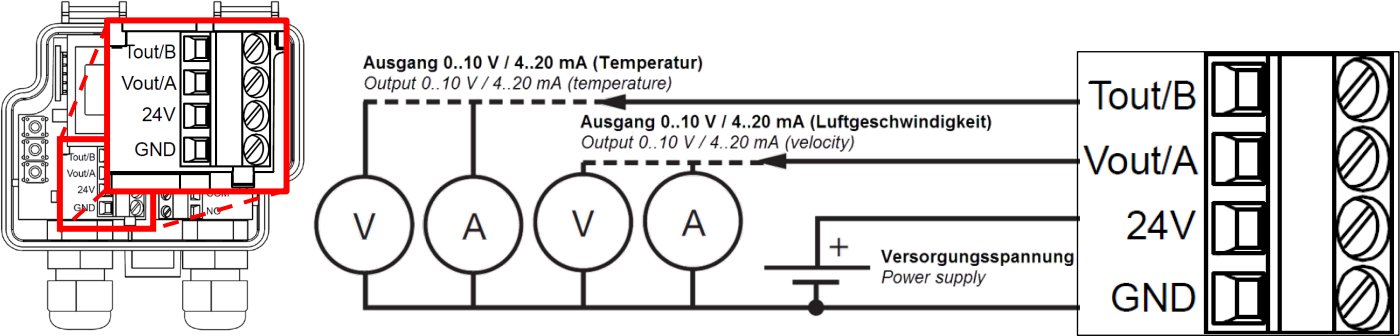 Tout/B
Vout/A
24V
GND
Tout/B
Vout/A
24V
GND
NO
Ausgang 0..10 V / 4..20 mA (Temperatur)
Output 0..10 V / 4..20 mA (temperature)
Ausgang 0..10 V / 4..20 mA (Luftgeschwindigkeit)
Output 0..10 V / 4..20 mA (velocity)
V
A
V
A
+
Versorgungsspannung
Power supply
Tout/B
Vout/A
24V
GND